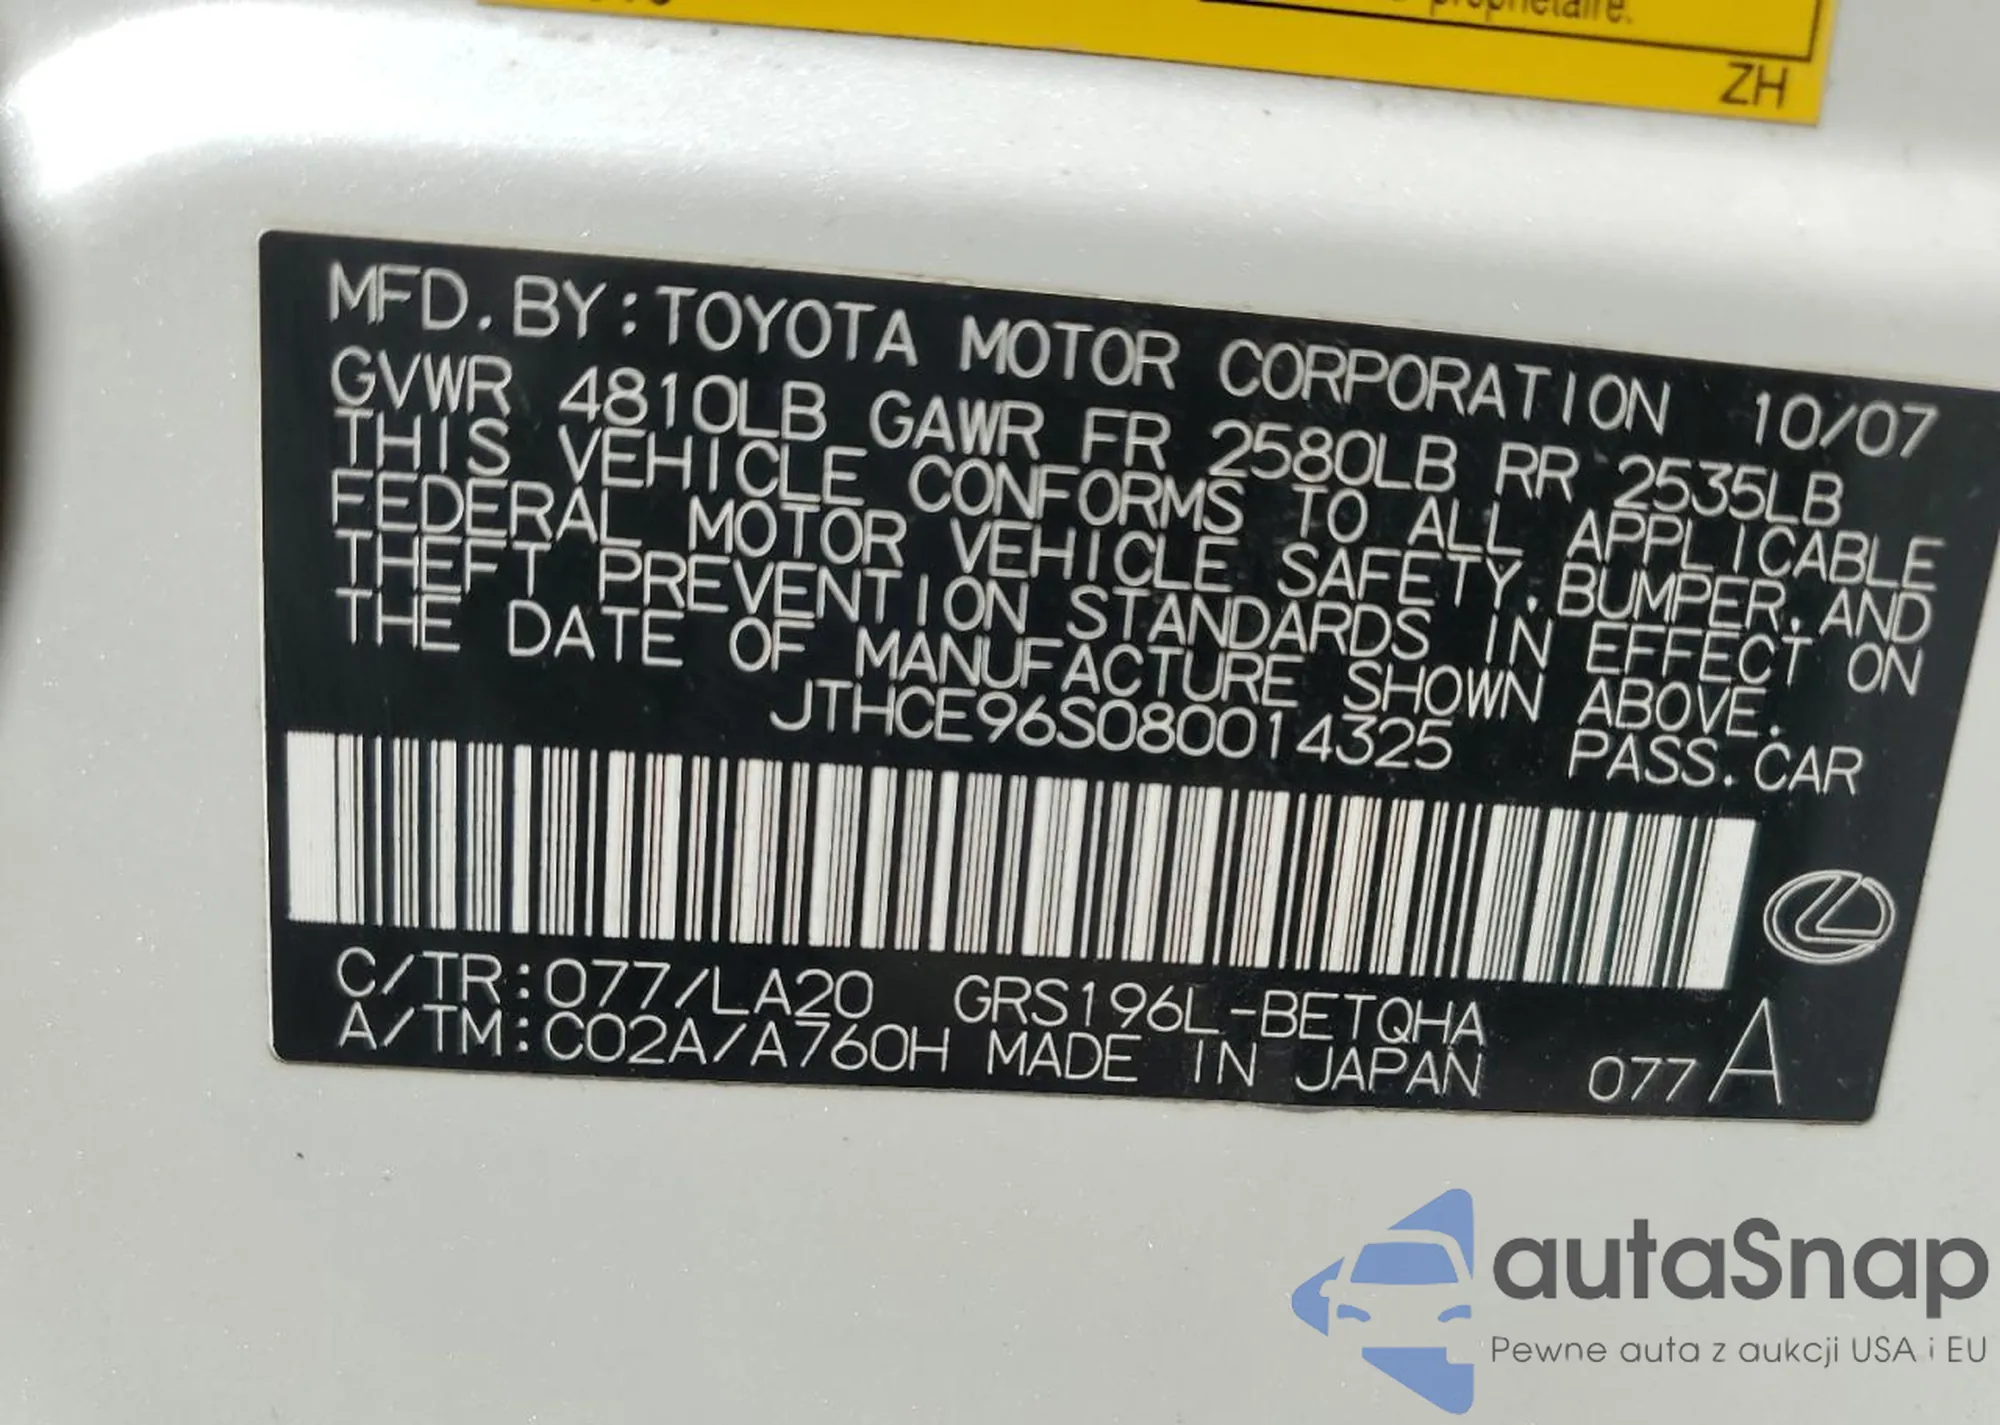 propriétaire.
ZH
MFD. BY: TOYOTA MOTOR CORPORATION 10/07
GVWR 4810LB GAWR FR 2580LB RR 2535LB
THIS VEHICLE CONFORMS TO ALL APPLICABLE
FEDERAL MOTOR VEHICLE SAFETY, BUMPER, AND
THEFT PREVENTION STANDARDS IN EFFECT ON
THE DATE OF MANUFACTURE SHOWN ABOVE.
JTHCE96S080014325 PASS. CAR
C/TR: 077/LA20 GRS196L-BETQHA
A/TM: C02A/A760H MADE IN JAPAN 077 A
autaSnap
Pewne auta z aukcji USA i EU